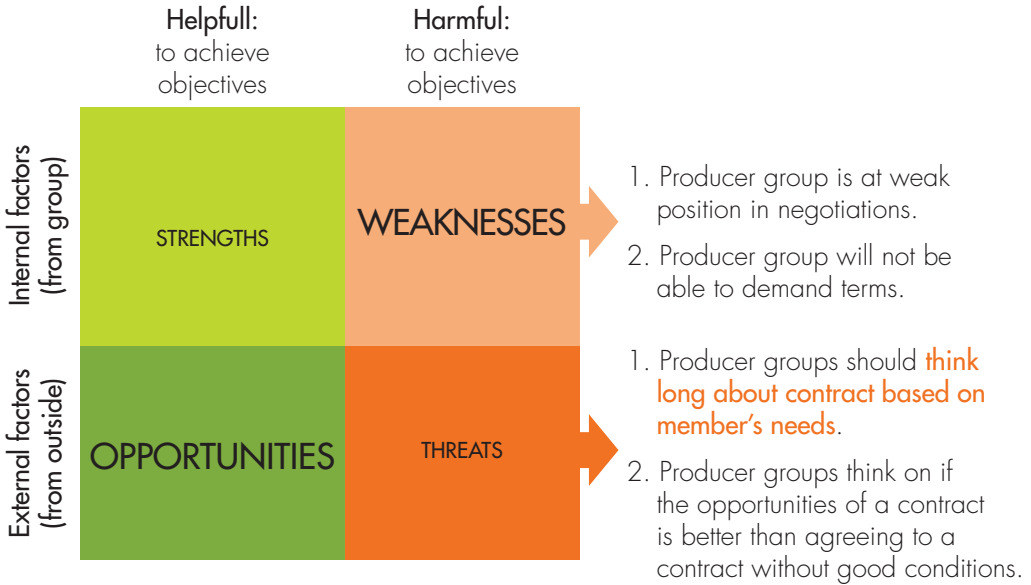 Helpfull:
to achieve
objectives
Harmful:
to achieve
objectives
Internal factors
(from group)
STRENGTHS
WEAKNESSES
1. Producer group is at weak
position in negotiations.
2. Producer group will not be
able to demand terms.
External factors
(from outside)
OPPORTUNITIES
THREATS
1. Producer groups should think
long about contract based on
member's needs.
2. Producer groups think on if
the opportunities of a contract
is better than agreeing to a
contract without good conditions.